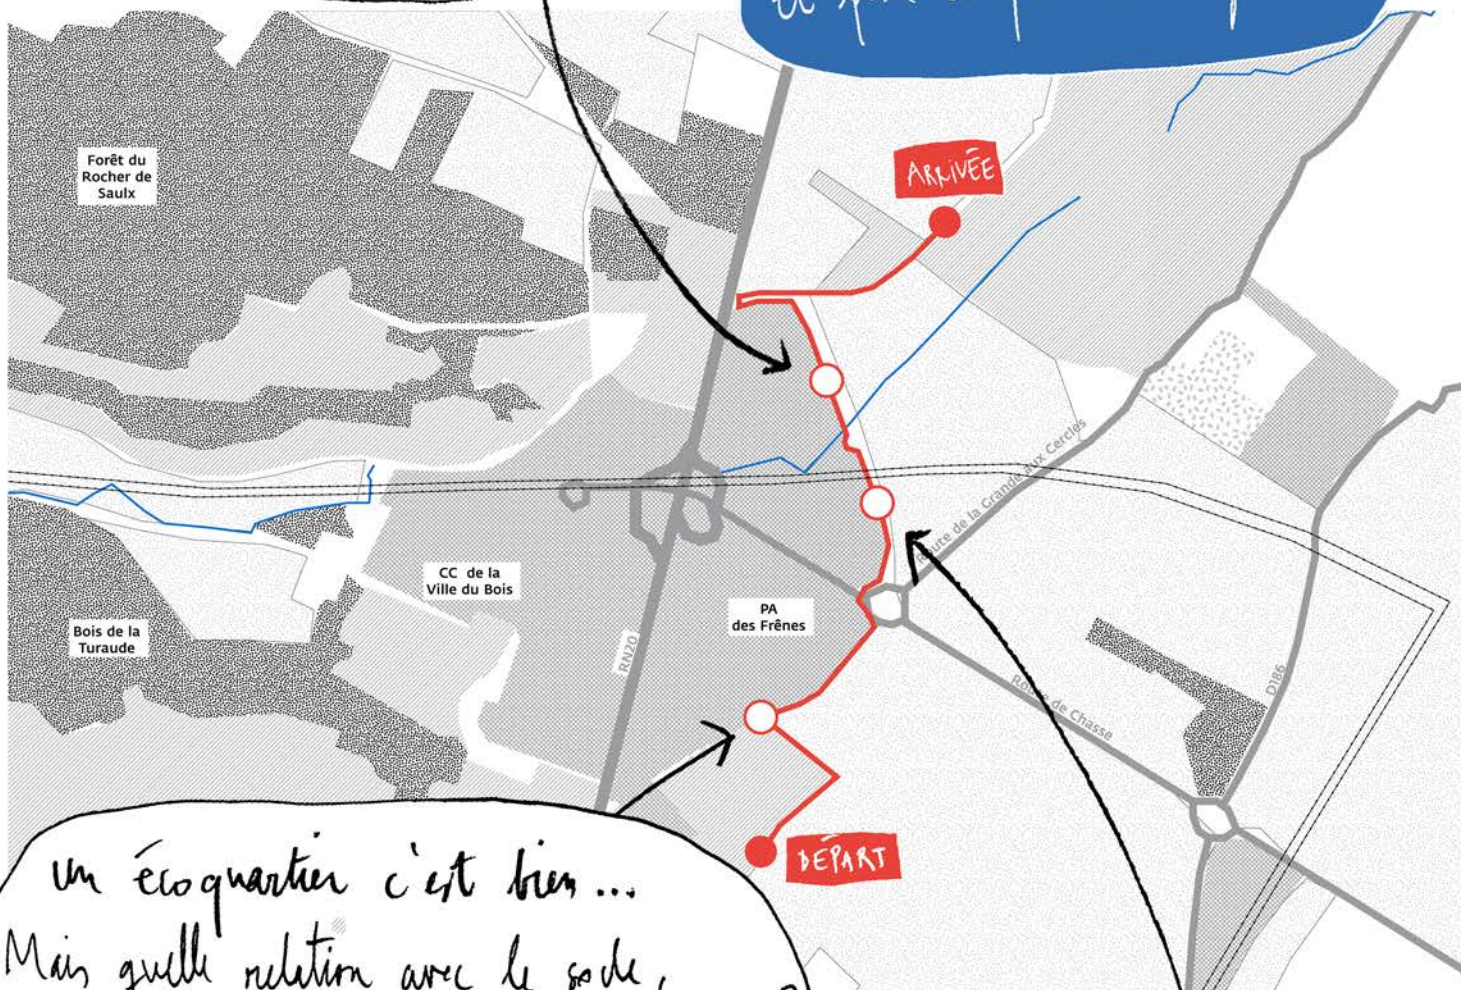 Forêt du
Rocher de
Saulx
ARRIVÉE
Route de la Grande aux Cercles
CC de la
Ville du Bois
PA
des Frênes
Bois de la
Turaude
RN20
D186
Route de Chasse
DÉPART
un écoquartier c'est bien...
Mais quelle relation avec le socle,